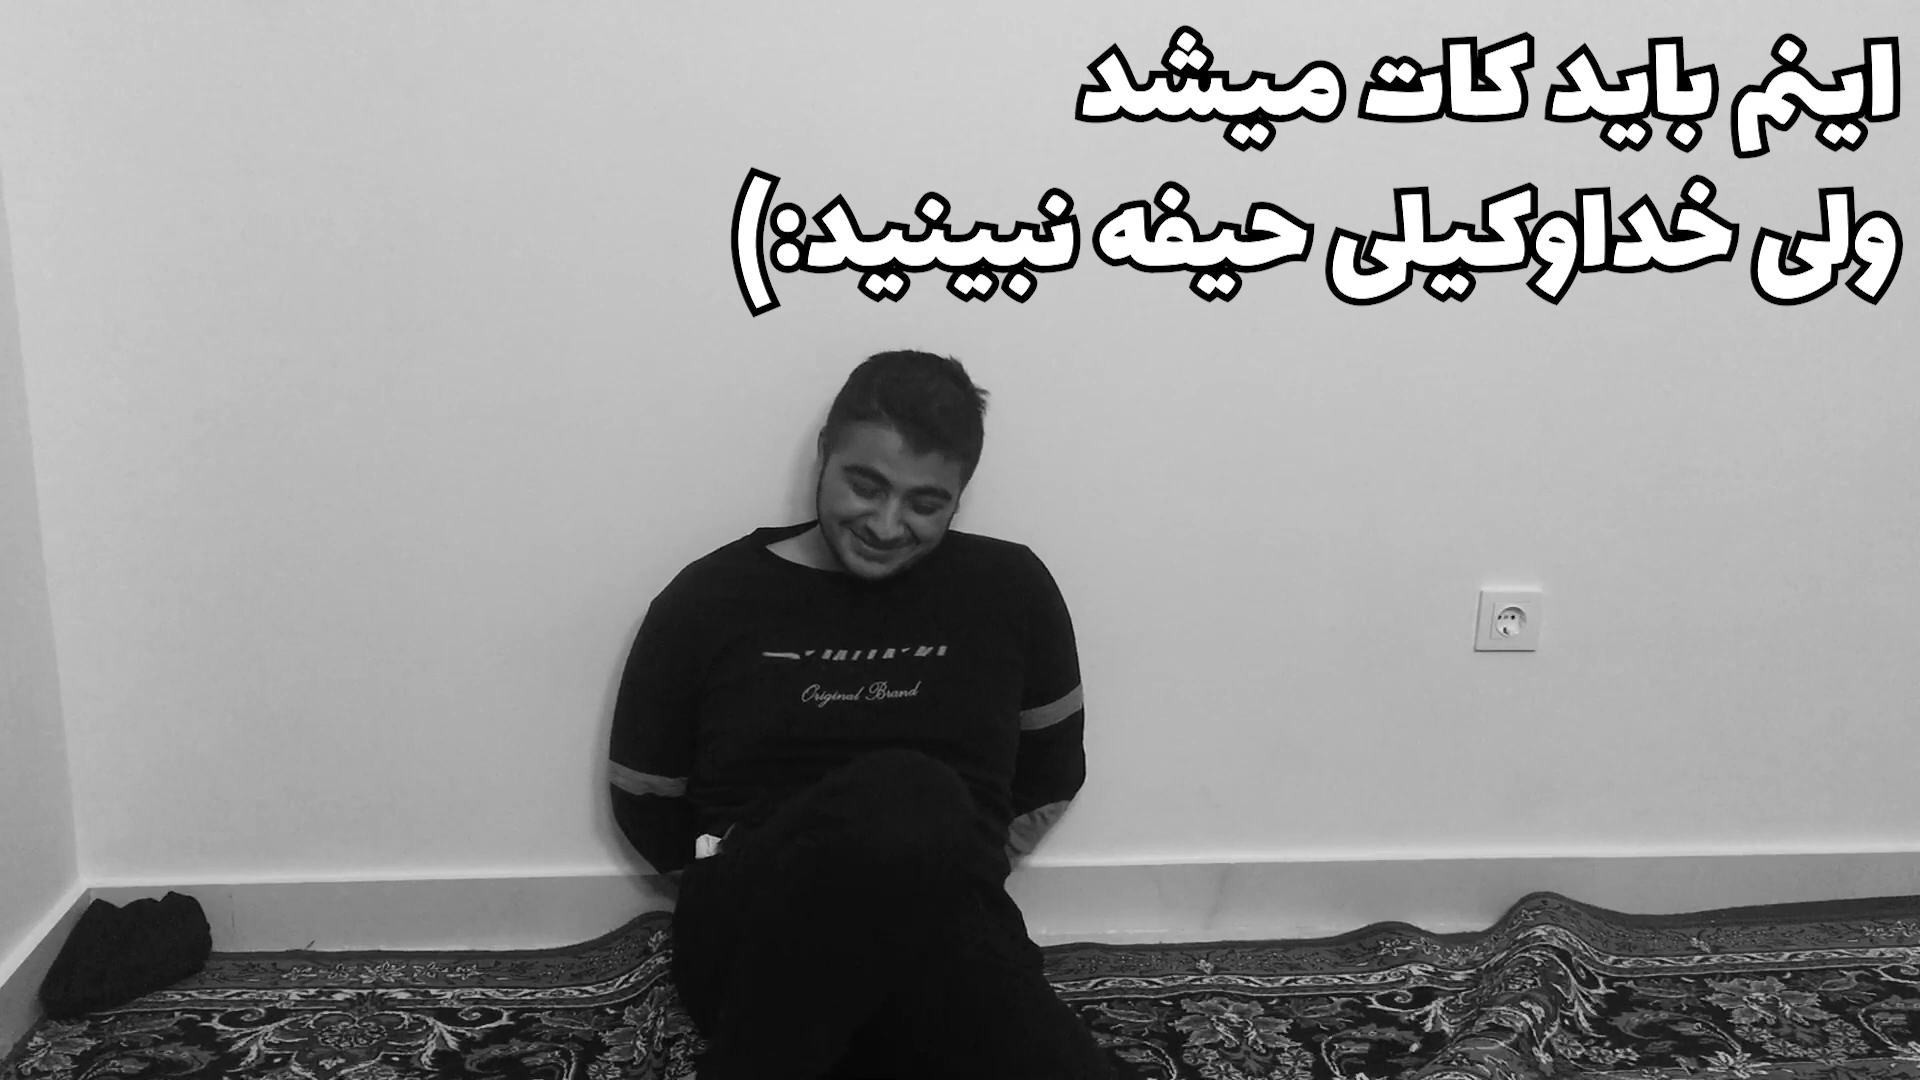 اینم باید کات میشد
ولی خداوکیلی حیفه نبینید:)
Original Brand